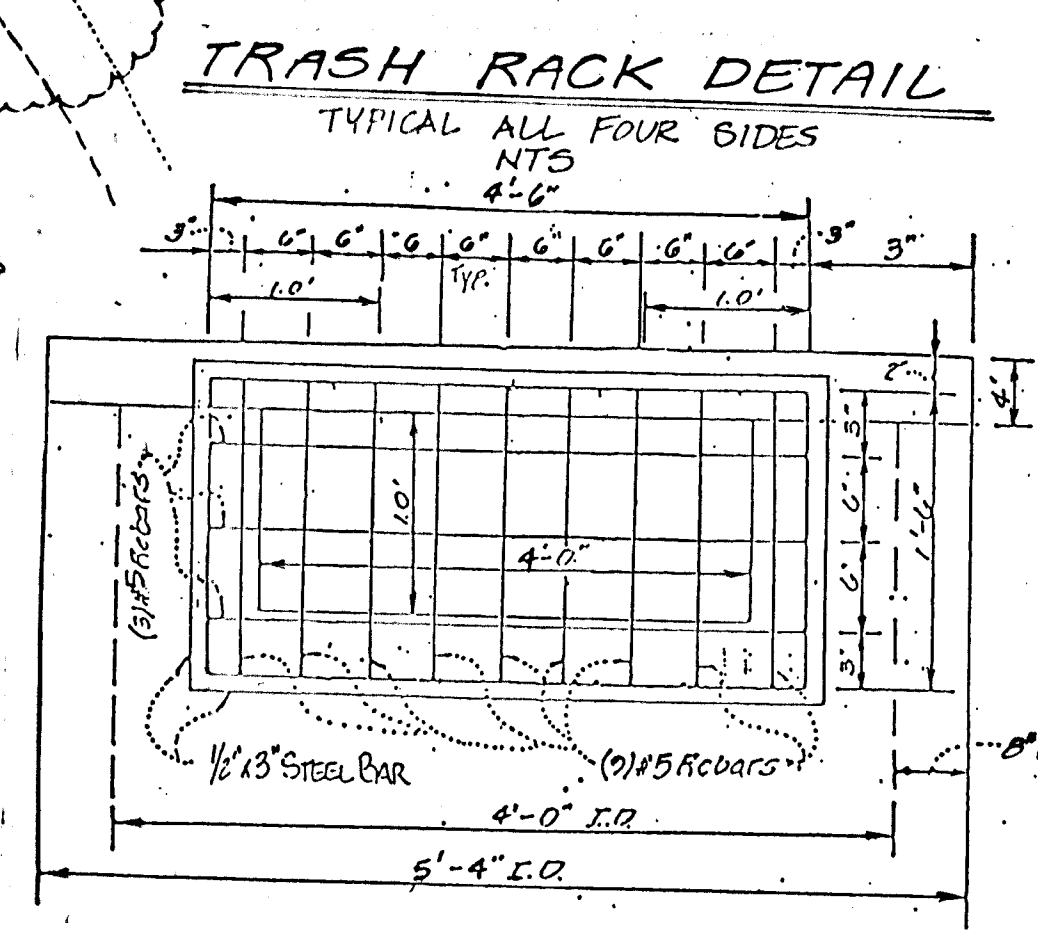 TRASH RACK DETAIL
TYPICAL ALL FOUR SIDES
NTS
4'-6"
3" 6" 6" 6 6" 6" 6" 6" 6" 3" 3"
TYP.
1.0' 1.0'
2"
4"
3"
1.0'
6"
1'-6"
(3)#5 Rebars
4'-0"
6"
3"
1/2"x3" STEEL BAR
(9)#5 Rebars
8"
4'-0" I.D.
5'-4" I.D.